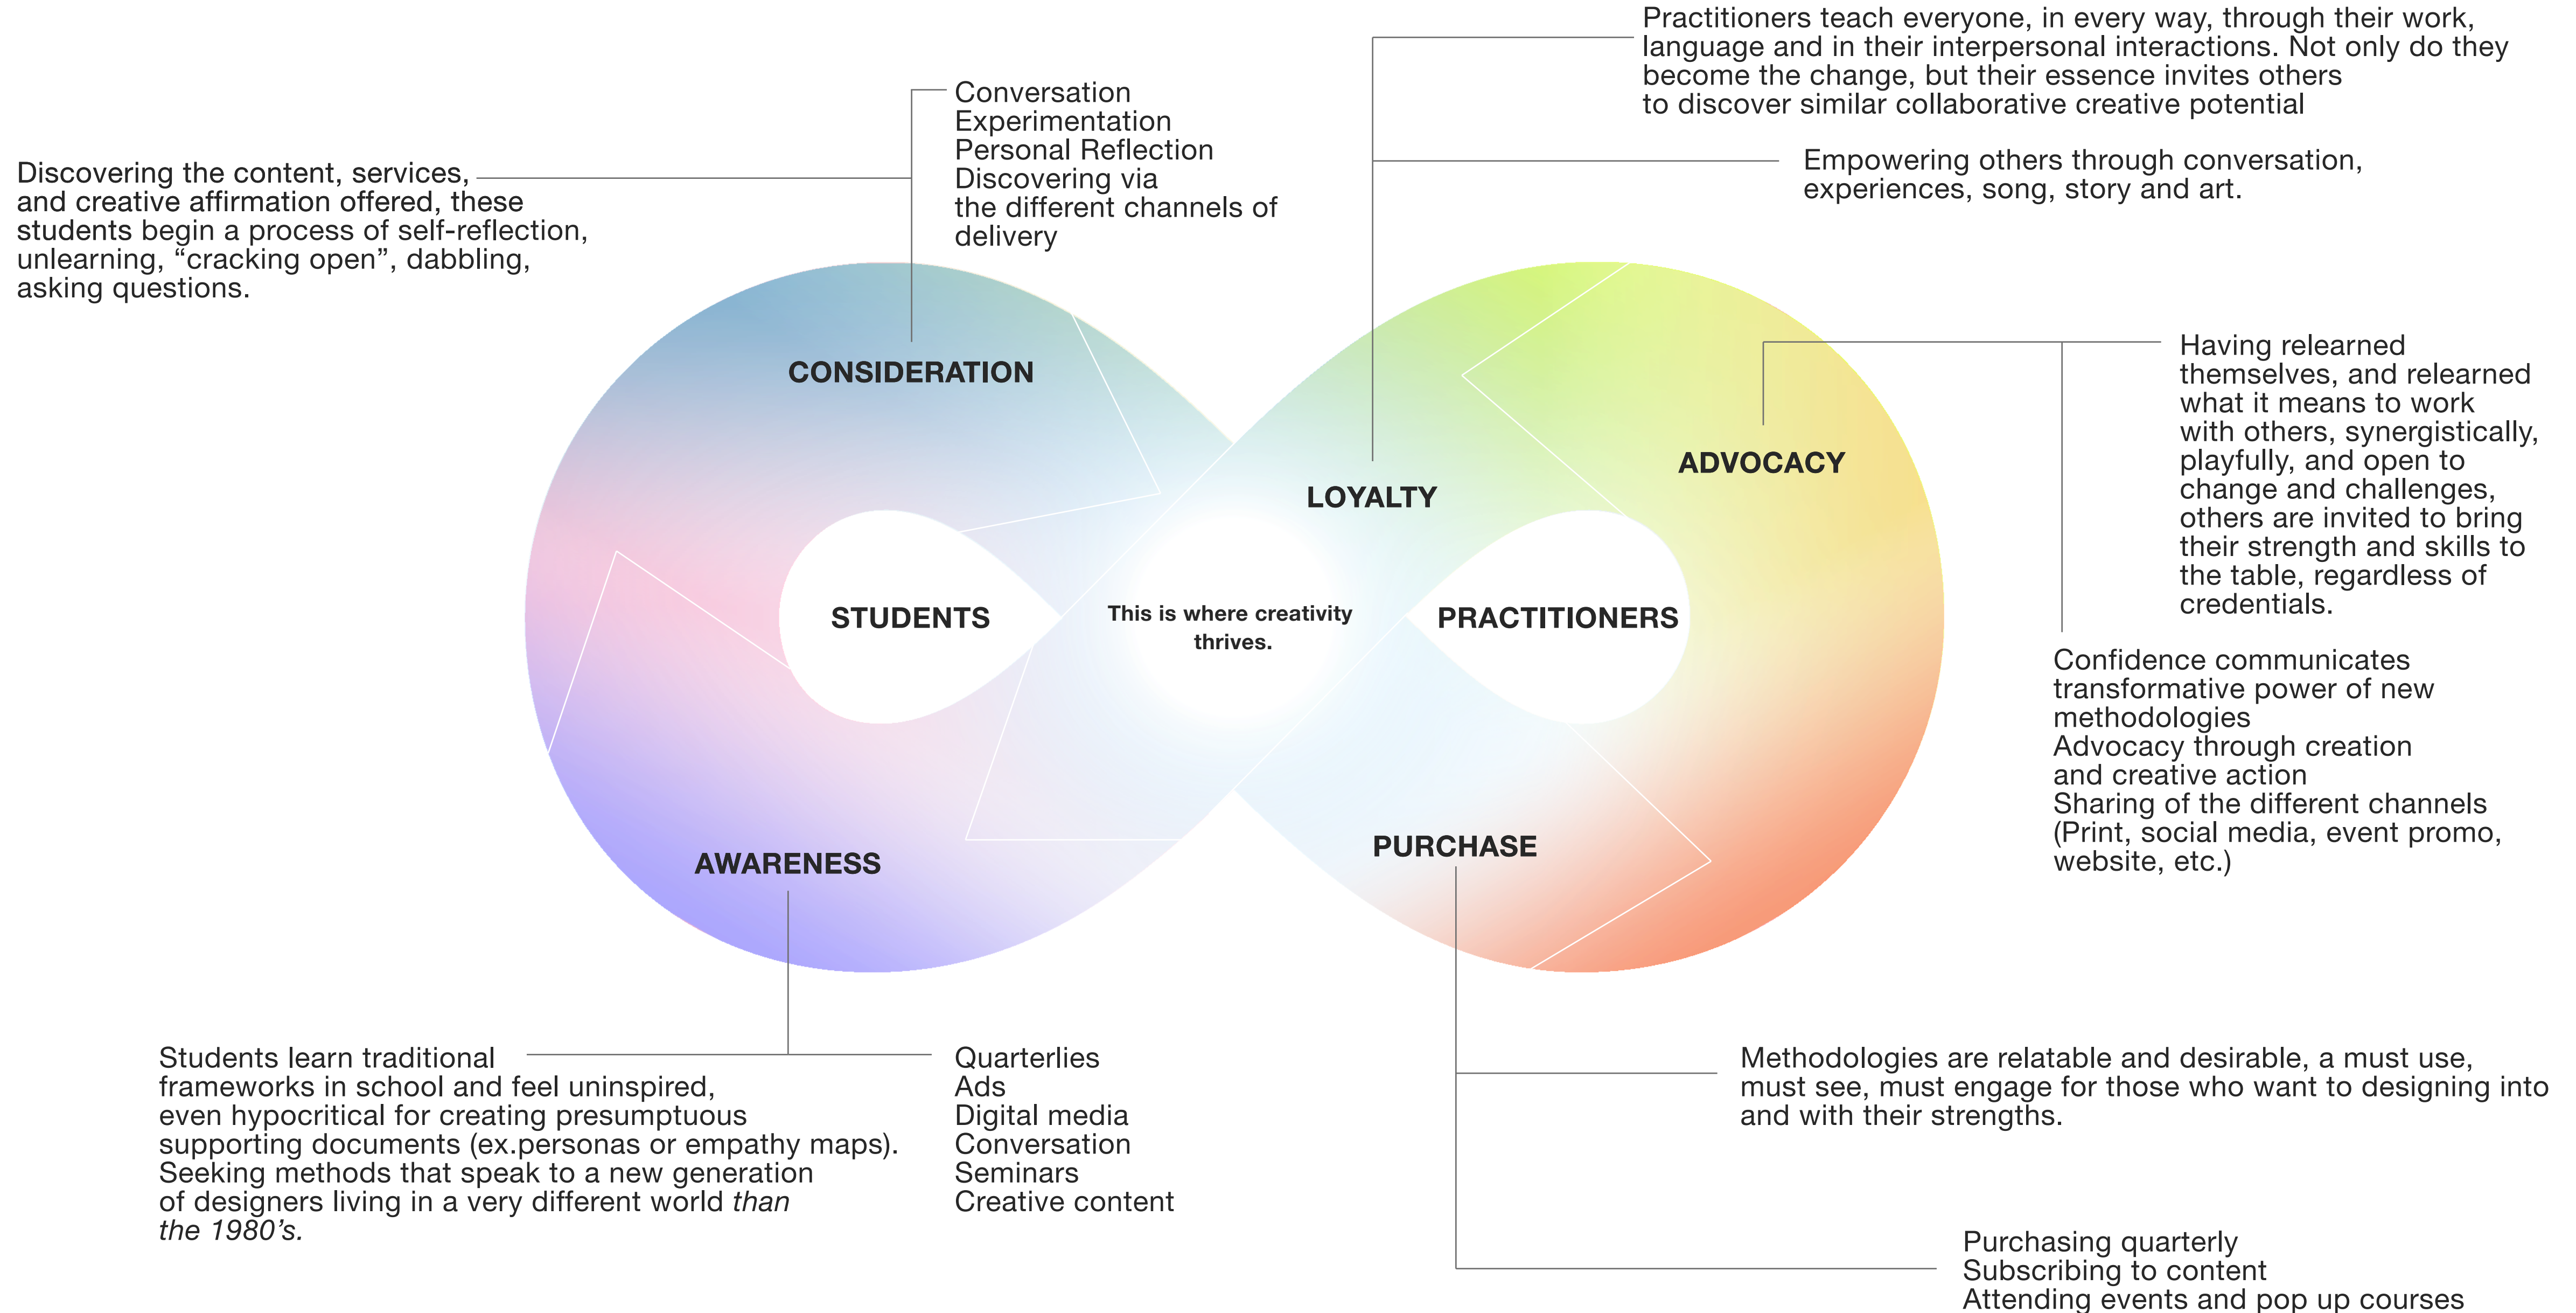 Practitioners teach everyone, in every way, through their work,
language and in their interpersonal interactions. Not only do they
become the change, but their essence invites others
to discover similar collaborative creative potential
Empowering others through conversation,
experiences, song, story and art.
Conversation
Experimentation
Personal Reflection
Discovering via
the different channels of
delivery
Discovering the content, services,
and creative affirmation offered, these
students begin a process of self-reflection,
unlearning, “cracking open”, dabbling,
asking questions.
CONSIDERATION
LOYALTY
ADVOCACY
Having relearned
themselves, and relearned
what it means to work
with others, synergistically,
playfully, and open to
change and challenges,
others are invited to bring
their strength and skills to
the table, regardless of
credentials.
STUDENTS
This is where creativity
thrives.
PRACTITIONERS
Confidence communicates
transformative power of new
methodologies
Advocacy through creation
and creative action
Sharing of the different channels
(Print, social media, event promo,
website, etc.)
AWARENESS
PURCHASE
Students learn traditional
frameworks in school and feel uninspired,
even hypocritical for creating presumptuous
supporting documents (ex.personas or empathy maps).
Seeking methods that speak to a new generation
of designers living in a very different world than
the 1980’s.
Quarterlies
Ads
Digital media
Conversation
Seminars
Creative content
Methodologies are relatable and desirable, a must use,
must see, must engage for those who want to designing into
and with their strengths.
Purchasing quarterly
Subscribing to content
Attending events and pop up courses